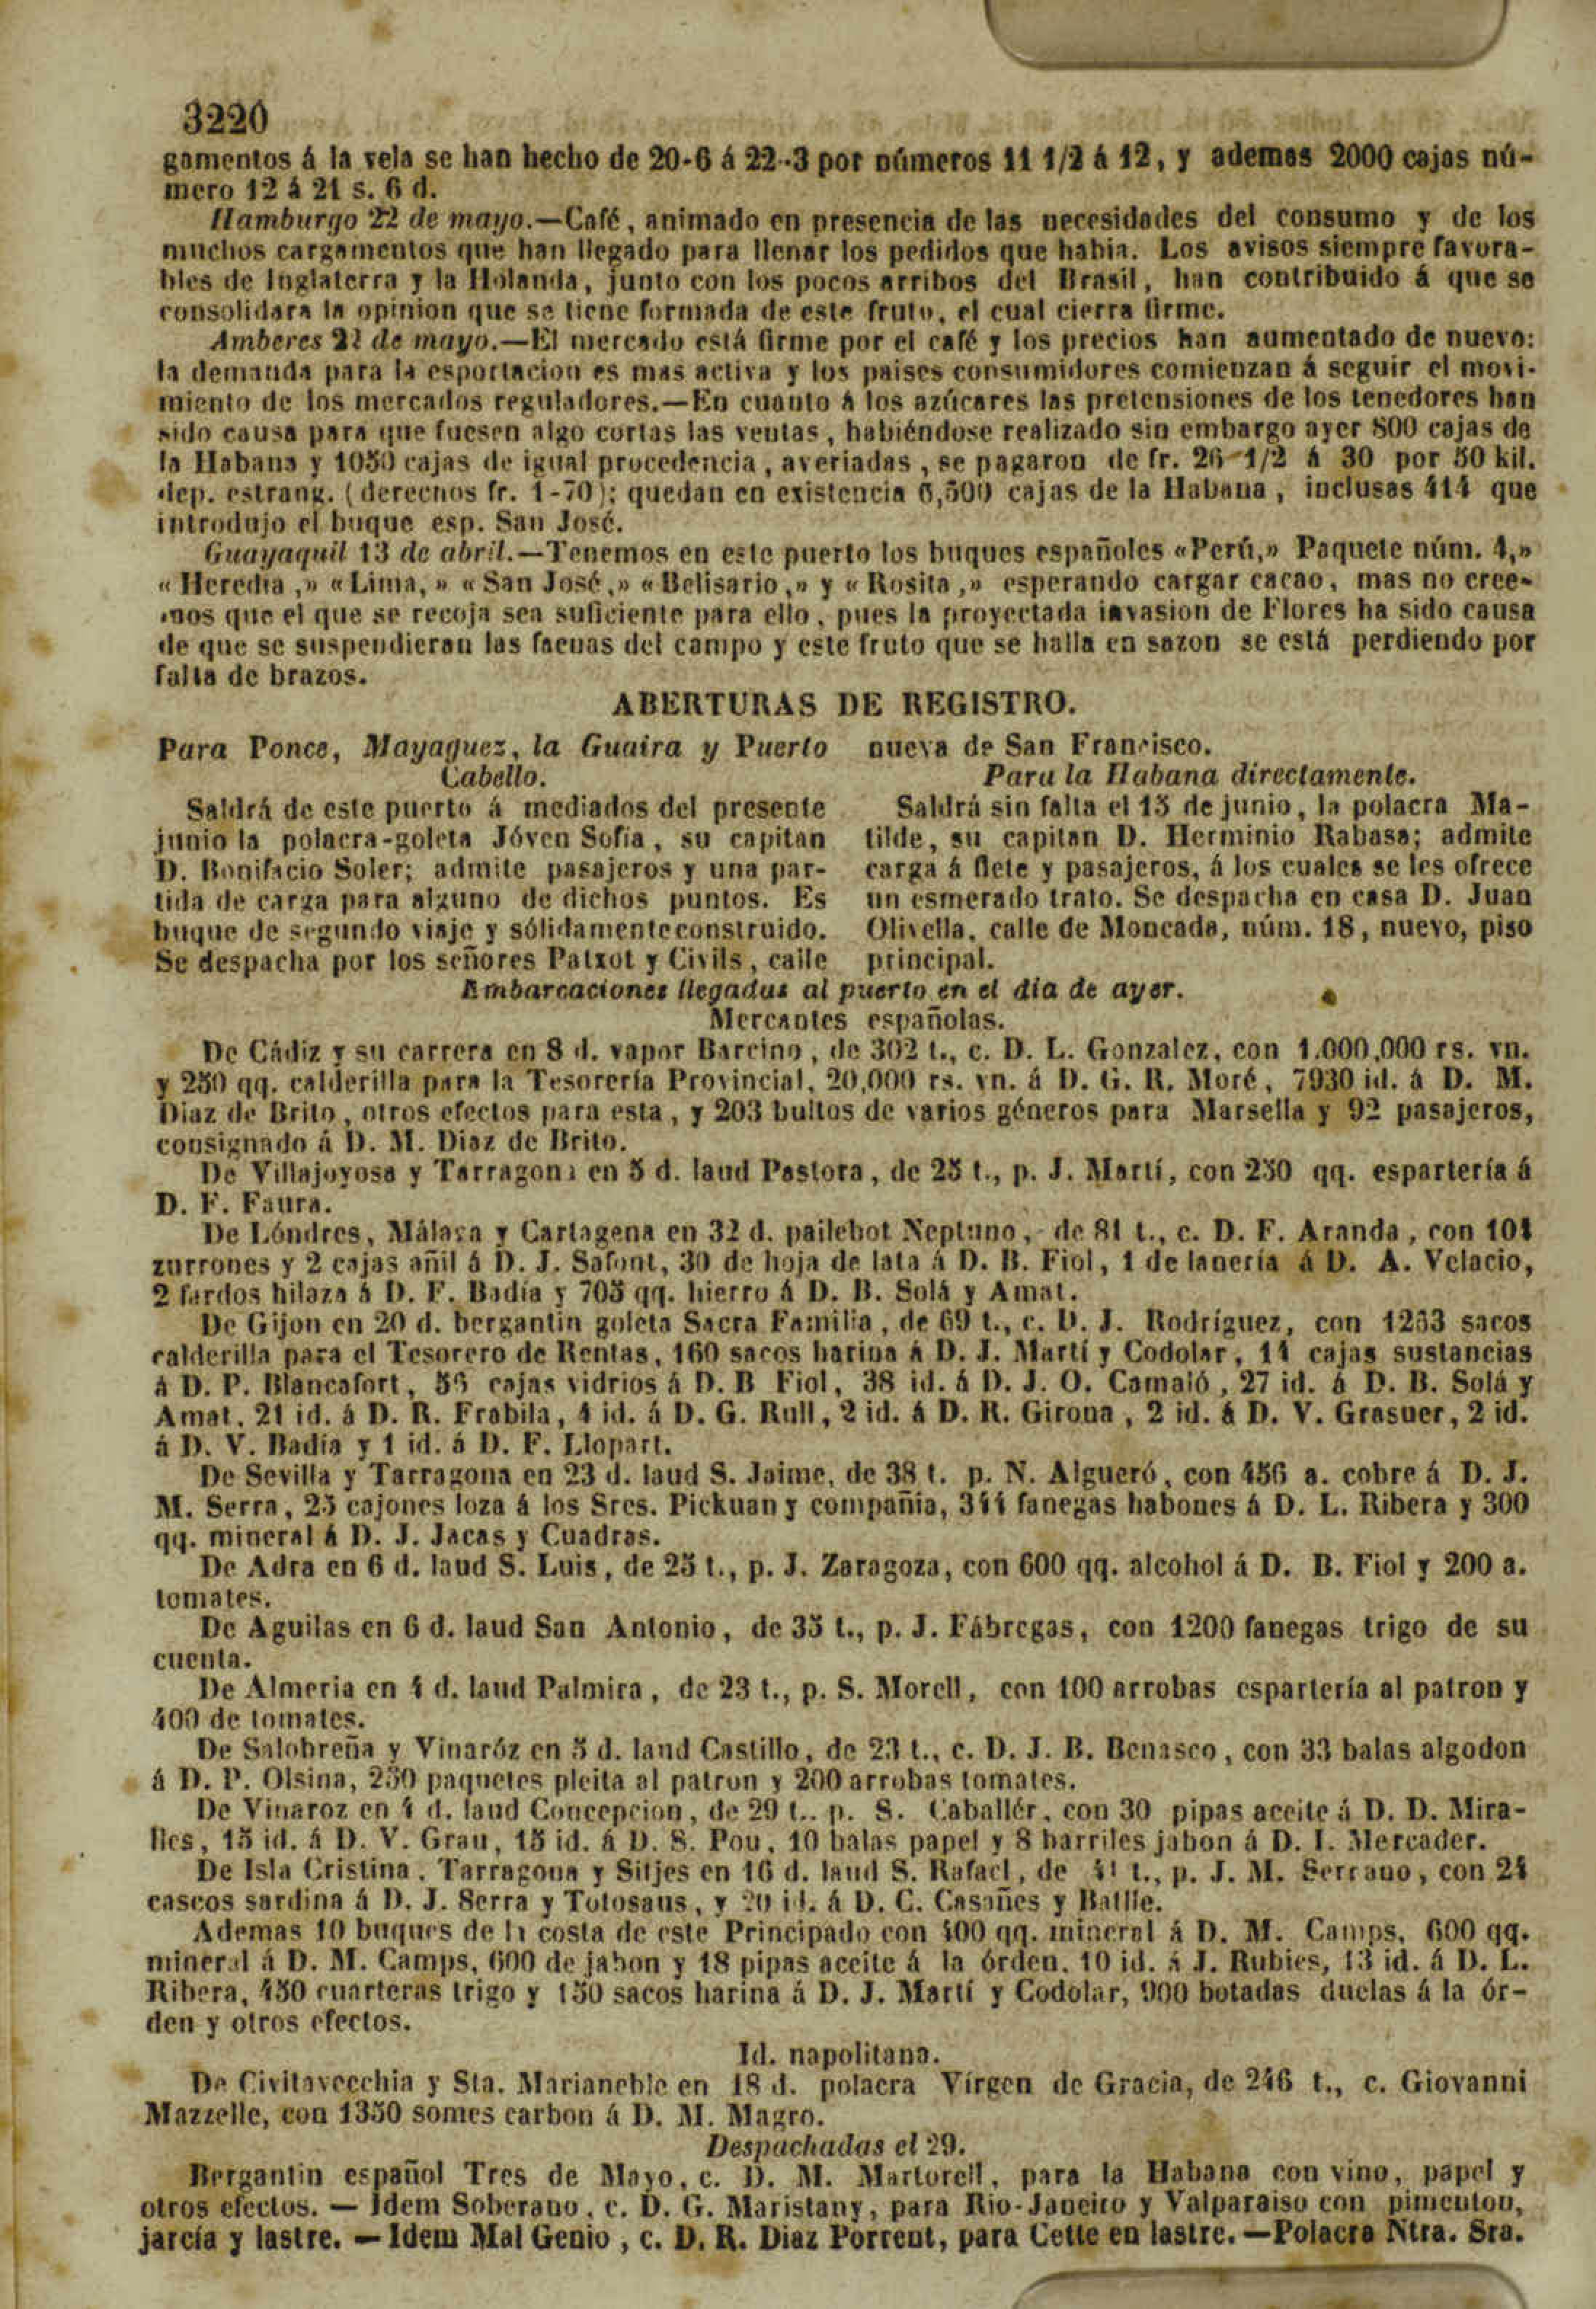 3220
gamentos á la vela se han hecho de 20-6 á 22-3 por números 11 1/2 á 12, y ademas 2000 cajas nú-
mero 12 á 21 s. 6 d.
Hamburgo 22 de mayo.—Café, animado en presencia de las necesidades del consumo y de los
muchos cargamentos que han llegado para llenar los pedidos que habia. Los avisos siempre favora-
bles de Inglaterra y la Holanda, junto con los pocos arribos del Brasil, han contribuido á que se
consolidara la opinion que se tiene formada de este fruto, el cual cierra firme.
Amberes de mayo.—El mercado está firme por el café y los precios han aumentado de nuevo:
la demanda para la esportacion es mas activa y los paises consumidores comienzan á seguir el movi-
miento de los mercados reguladores.—En cuanto á los azúcares las pretensiones de los tenedores han
sido causa para que fuesen algo cortas las ventas, habiéndose realizado sin embargo ayer 800 cajas de
la Habana y 1050 cajas de igual procedencia, averiadas, se pagaron de fr. 26 1/2 á 30 por 50 kil.
dep. estrang. (derechos fr. 1-70); quedan en existencia 6,500 cajas de la Habana, inclusas 414 que
introdujo el buque esp. San José.
Guayaquil 13 de abril.—Tenemos en este puerto los buques españoles «Perú,» Paquete núm. 4,»
«Heredia,» «Lima,» «San José,» «Belisario,» y «Rosita,» esperando cargar cacao, mas no cree-
mos que el que se recoja sea suficiente para ello, pues la proyectada invasion de Flores ha sido causa
de que se suspendieran las faenas del campo y este fruto que se halla en sazon se está perdiendo por
falta de brazos.
ABERTURAS DE REGISTRO.
Para Ponce, Mayaguez, la Guaira y Puerto
Cabello.
Saldrá de este puerto á mediados del presente
junio la polacra-goleta Jóven Sofía, su capitan
D. Bonifacio Soler; admite pasajeros y una par-
tida de carga para alguno de dichos puntos. Es
buque de segundo viaje y sólidamente construido.
Se despacha por los señores Patxot y Civils, calle
nueva de San Francisco.
Para la Habana directamente.
Saldrá sin falta el 15 de junio, la polacra Ma-
tilde, su capitan D. Herminio Rabasa; admite
carga á flete y pasajeros, á los cuales se les ofrece
un esmerado trato. Se despacha en casa D. Juan
Olivella, calle de Moncada, núm. 18, nuevo, piso
principal.
Embarcaciones llegadas al puerto en el dia de ayer.
Mercantes españolas.
De Cádiz y su carrera en 8 d. vapor Barcino, de 302 t., c. D. L. Gonzalez, con 1.000,000 rs. vn.
y 250 qq. calderilla para la Tesorería Provincial, 20,000 rs. vn. á D. G. R. Moré, 7930 id. á D. M.
Diaz de Brito, otros efectos para esta, y 203 bultos de varios géneros para Marsella y 92 pasajeros,
consignado á D. M. Diaz de Brito.
De Villajoyosa y Tarragona en 5 d. laud Pastora, de 25 t., p. J. Martí, con 250 qq. espartería á
D. F. Faura.
De Lóndres, Málaga y Cartagena en 32 d. pailebot Neptuno, de 81 t., c. D. F. Aranda, con 104
zurrones y 2 cajas añil á D. J. Safont, 30 de hoja de lata á D. B. Fiol, 1 de lanería á D. A. Velacio,
2 fardos hilaza á D. F. Badía y 705 qq. hierro á D. B. Solá y Amat.
De Gijon en 20 d. bergantin goleta Sacra Familia, de 69 t., c. D. J. Rodríguez, con sacos
calderilla para el Tesorero de Rentas, 160 sacos harina á D. J. Martí y Codolar, cajas sustancias
á D. P. Blancafort, cajas vidrios á D. B Fiol, 38 id. á D. J. O. Camaló, 27 id. á D. B. Solá y
Amat, 21 id. á D. R. Frabila, 4 id. á D. G. Rull, 2 id. á D. R. Girona, 2 id. á D. V. Grasuer, 2 id.
á D. V. Badía y 1 id. á D. F. Llopart.
De Sevilla y Tarragona en 23 d. laud S. Jaime, de 38 t. p. N. Algueró, con 456 a. cobre á D. J.
M. Serra, 25 cajones loza á los Sres. Pickuan y compañia, 344 fanegas habones á D. L. Ribera y 300
qq. mineral á D. J. Jacas y Cuadras.
De Adra en 6 d. laud S. Luis, de 25 t., p. J. Zaragoza, con 600 qq. alcohol á D. B. Fiol y 200 a.
tomates.
De Aguilas en 6 d. laud San Antonio, de 35 t., p. J. Fábregas, con 1200 fanegas trigo de su
cuenta.
De Almeria en 4 d. laud Palmira, de 23 t., p. S. Morell, con 100 arrobas espartería al patron y
400 de tomates.
De Salobreña y Vinaróz en 5 d. laud Castillo, de 23 t., c. D. J. B. Benasco, con 33 balas algodon
á D. P. Olsina, 250 paquetes pleita al patron y 200 arrobas tomates.
De Vinaroz en 4 d. laud Concepcion, de 29 t.. p. S. Caballér, con 30 pipas aceite á D. D. Mira-
lles, 15 id. á D. V. Grau, 15 id. á D. S. Pou, 10 balas papel y 8 barriles jabon á D. I. Mercader.
De Isla Cristina, Tarragona y Sitjes en 16 d. laud S. Rafael, de 41 t., p. J. M. Serrano, con 24
cascos sardina á D. J. Serra y Tolosaus, y 20 id. á D. C. Casañes y Batlle.
Ademas 10 buques de la costa de este Principado con 400 qq. mineral á D. M. Camps, 600 qq.
mineral á D. M. Camps, 600 de jabon y 18 pipas aceite á la órden, 10 id. á J. Rubies, 13 id. á D. L.
Ribera, 450 cuarteras trigo y 150 sacos harina á D. J. Martí y Codolar, 900 botadas duelas á la ór-
den y otros efectos.
Id. napolitana.
De Civitavecchia y Sta. Marianeble en 18 d. polacra Vírgen de Gracia, de 246 t., c. Giovanni
Mazzelle, con 1350 somes carbon á D. M. Magro.
Despachadas el 29.
Bergantin español Tres de Mayo, c. D. M. Martorell, para la Habana con vino, papel y
otros efectos. — Idem Soberano, c. D. G. Maristany, para Rio-Janeiro y Valparaiso con pimenton,
jarcía y lastre. — Idem Mal Genio, c. D. R. Diaz Porrent, para Cette en lastre. —Polacra Ntra. Sra.